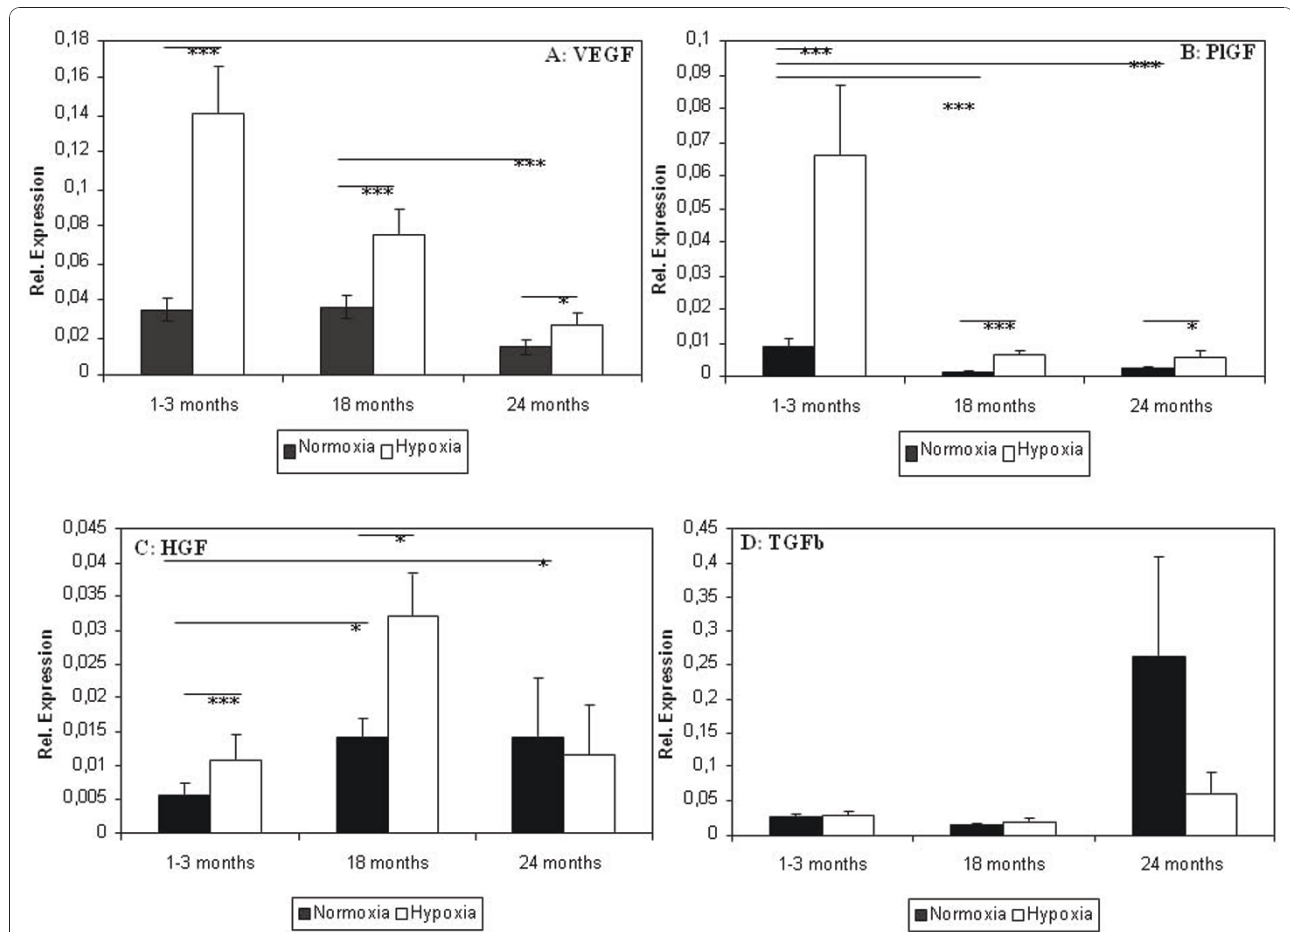 A: VEGF
Rel. Expression
0,18
0,16
0,14
0,12
0,1
0,08
0,06
0,04
0,02
0
***
***
***
*
1-3 months
18 months
24 months
Normoxia
Hypoxia
B: PlGF
Rel. Expression
0,1
0,09
0,08
0,07
0,06
0,05
0,04
0,03
0,02
0,01
0
***
***
***
***
*
1-3 months
18 months
24 months
Normoxia
Hypoxia
C: HGF
Rel. Expression
0,045
0,04
0,035
0,03
0,025
0,02
0,015
0,01
0,005
0
*
*
*
***
1-3 months
18 months
24 months
Normoxia
Hypoxia
D: TGFb
Rel. Expression
0,45
0,4
0,35
0,3
0,25
0,2
0,15
0,1
0,05
0
1-3 months
18 months
24 months
Normoxia
Hypoxia